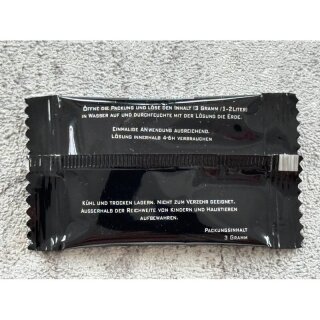 Öffne die Packung und löse den Inhalt (3 Gramm /1-2Liter)
in Wasser auf und durchfeuchte mit der Lösung die Erde.
Einmalige Anwendung ausreichend.
Lösung innerhalb 4-6h verbrauchen
Kühl und trocken lagern. Nicht zum Verzehr geeignet.
Ausserhalb der Reichweite von Kindern und Haustieren
aufbewahren.
Packungsinhalt
3 Gramm